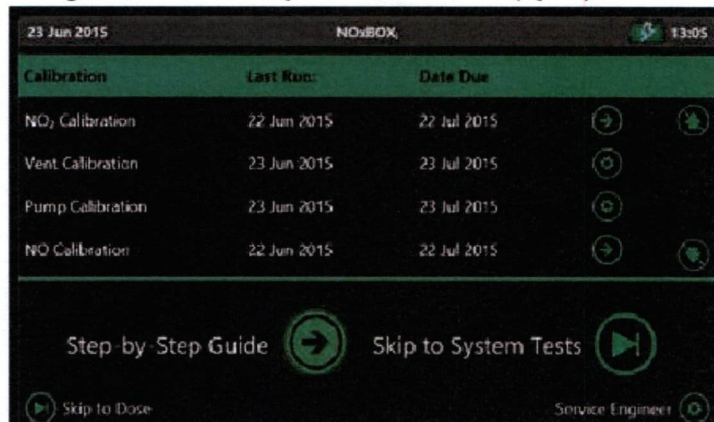 23 Jun 2015 NOxBOXi 13:05
Calibration Last Run: Date Due
NO₂ Calibration 22 Jun 2015 22 Jul 2015
Vent Calibration 23 Jun 2015 23 Jul 2015
Pump Calibration 23 Jun 2015 23 Jul 2015
NO Calibration 22 Jun 2015 22 Jul 2015
Step-by-Step Guide Skip to System Tests
Skip to Dose Service Engineer